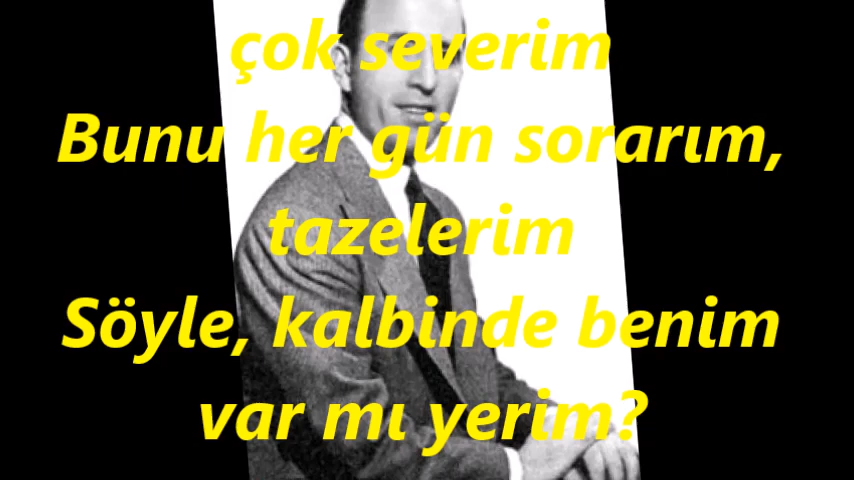 çok severim
Bunu her gün sorarım,
tazelerim
Söyle, kalbinde benim
var mı yerim?